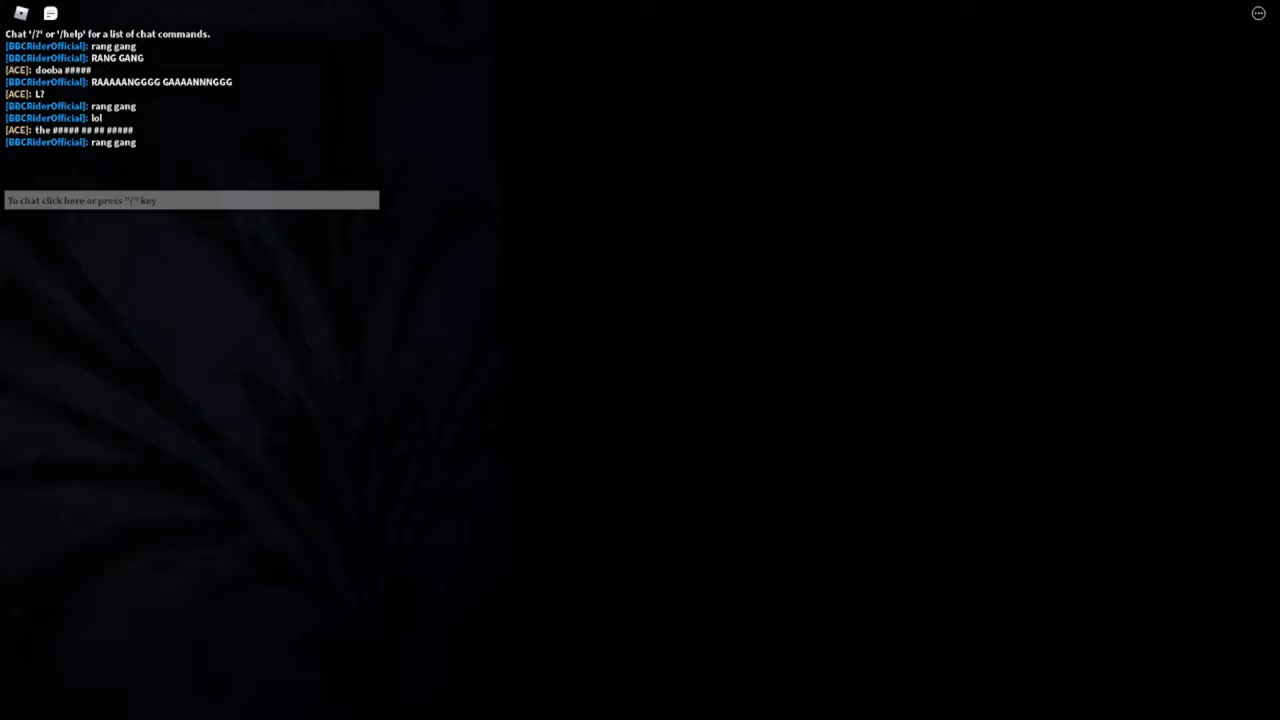 Chat '/?' or '/help' for a list of chat commands.
[BBCRiderOfficial]: rang gang
[BBCRiderOfficial]: RANG GANG
[ACE]: dooba #####
[BBCRiderOfficial]: RAAAAANGGGG GAAAANNNGGG
[ACE]: L?
[BBCRiderOfficial]: rang gang
[BBCRiderOfficial]: lol
[ACE]: the ##### ## ## #####
[BBCRiderOfficial]: rang gang
To chat click here or press "/" key